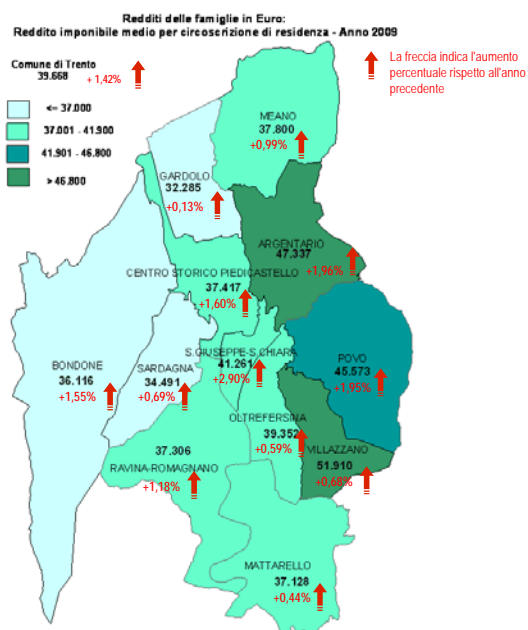 Redditi delle famiglie in Euro:
Reddito imponibile medio per circoscrizione di residenza - Anno 2009
Comune di Trento
39.668 + 1,42%
La freccia indica l'aumento
percentuale rispetto all'anno
precedente
<= 37.000
37.001 - 41.900
41.901 - 46.800
> 46.800
MEANO
37.800
+0,99%
GARDOLO
32.285
+0,13%
ARGENTARIO
47.337
+1,96%
CENTRO STORICO PIEDICASTELLO
37.417
+1,60%
S.GIUSEPPE-S.CHIARA
41.261
+2,90%
POVO
45.573
+1,95%
BONDONE
36.116
+1,55%
SARDAGNA
34.491
+0,69%
OLTREFERSINA
39.352
+0,59%
VILLAZZANO
51.910
+0,68%
37.306
RAVINA-ROMAGNANO
+1,18%
MATTARELLO
37.128
+0,44%